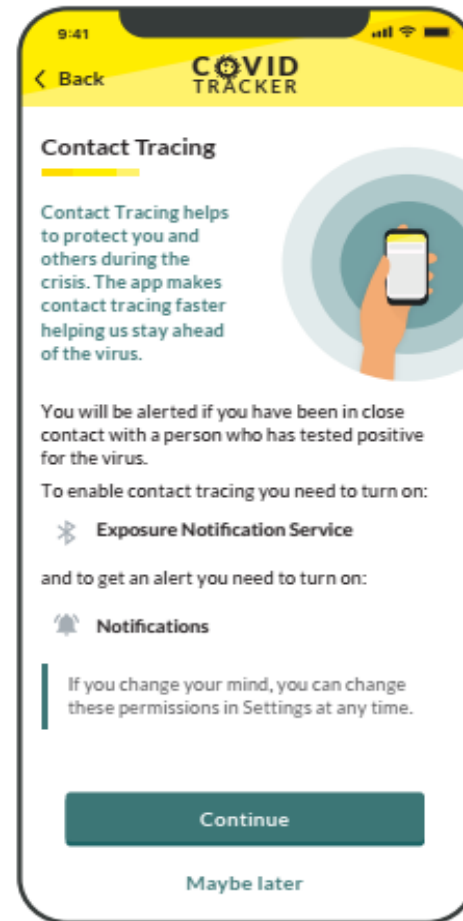 9:41
Back
COVID
TRACKER
Contact Tracing
Contact Tracing helps
to protect you and
others during the
crisis. The app makes
contact tracing faster
helping us stay ahead
of the virus.
You will be alerted if you have been in close
contact with a person who has tested positive
for the virus.
To enable contact tracing you need to turn on:
Exposure Notification Service
and to get an alert you need to turn on:
Notifications
If you change your mind, you can change
these permissions in Settings at any time.
Continue
Maybe later